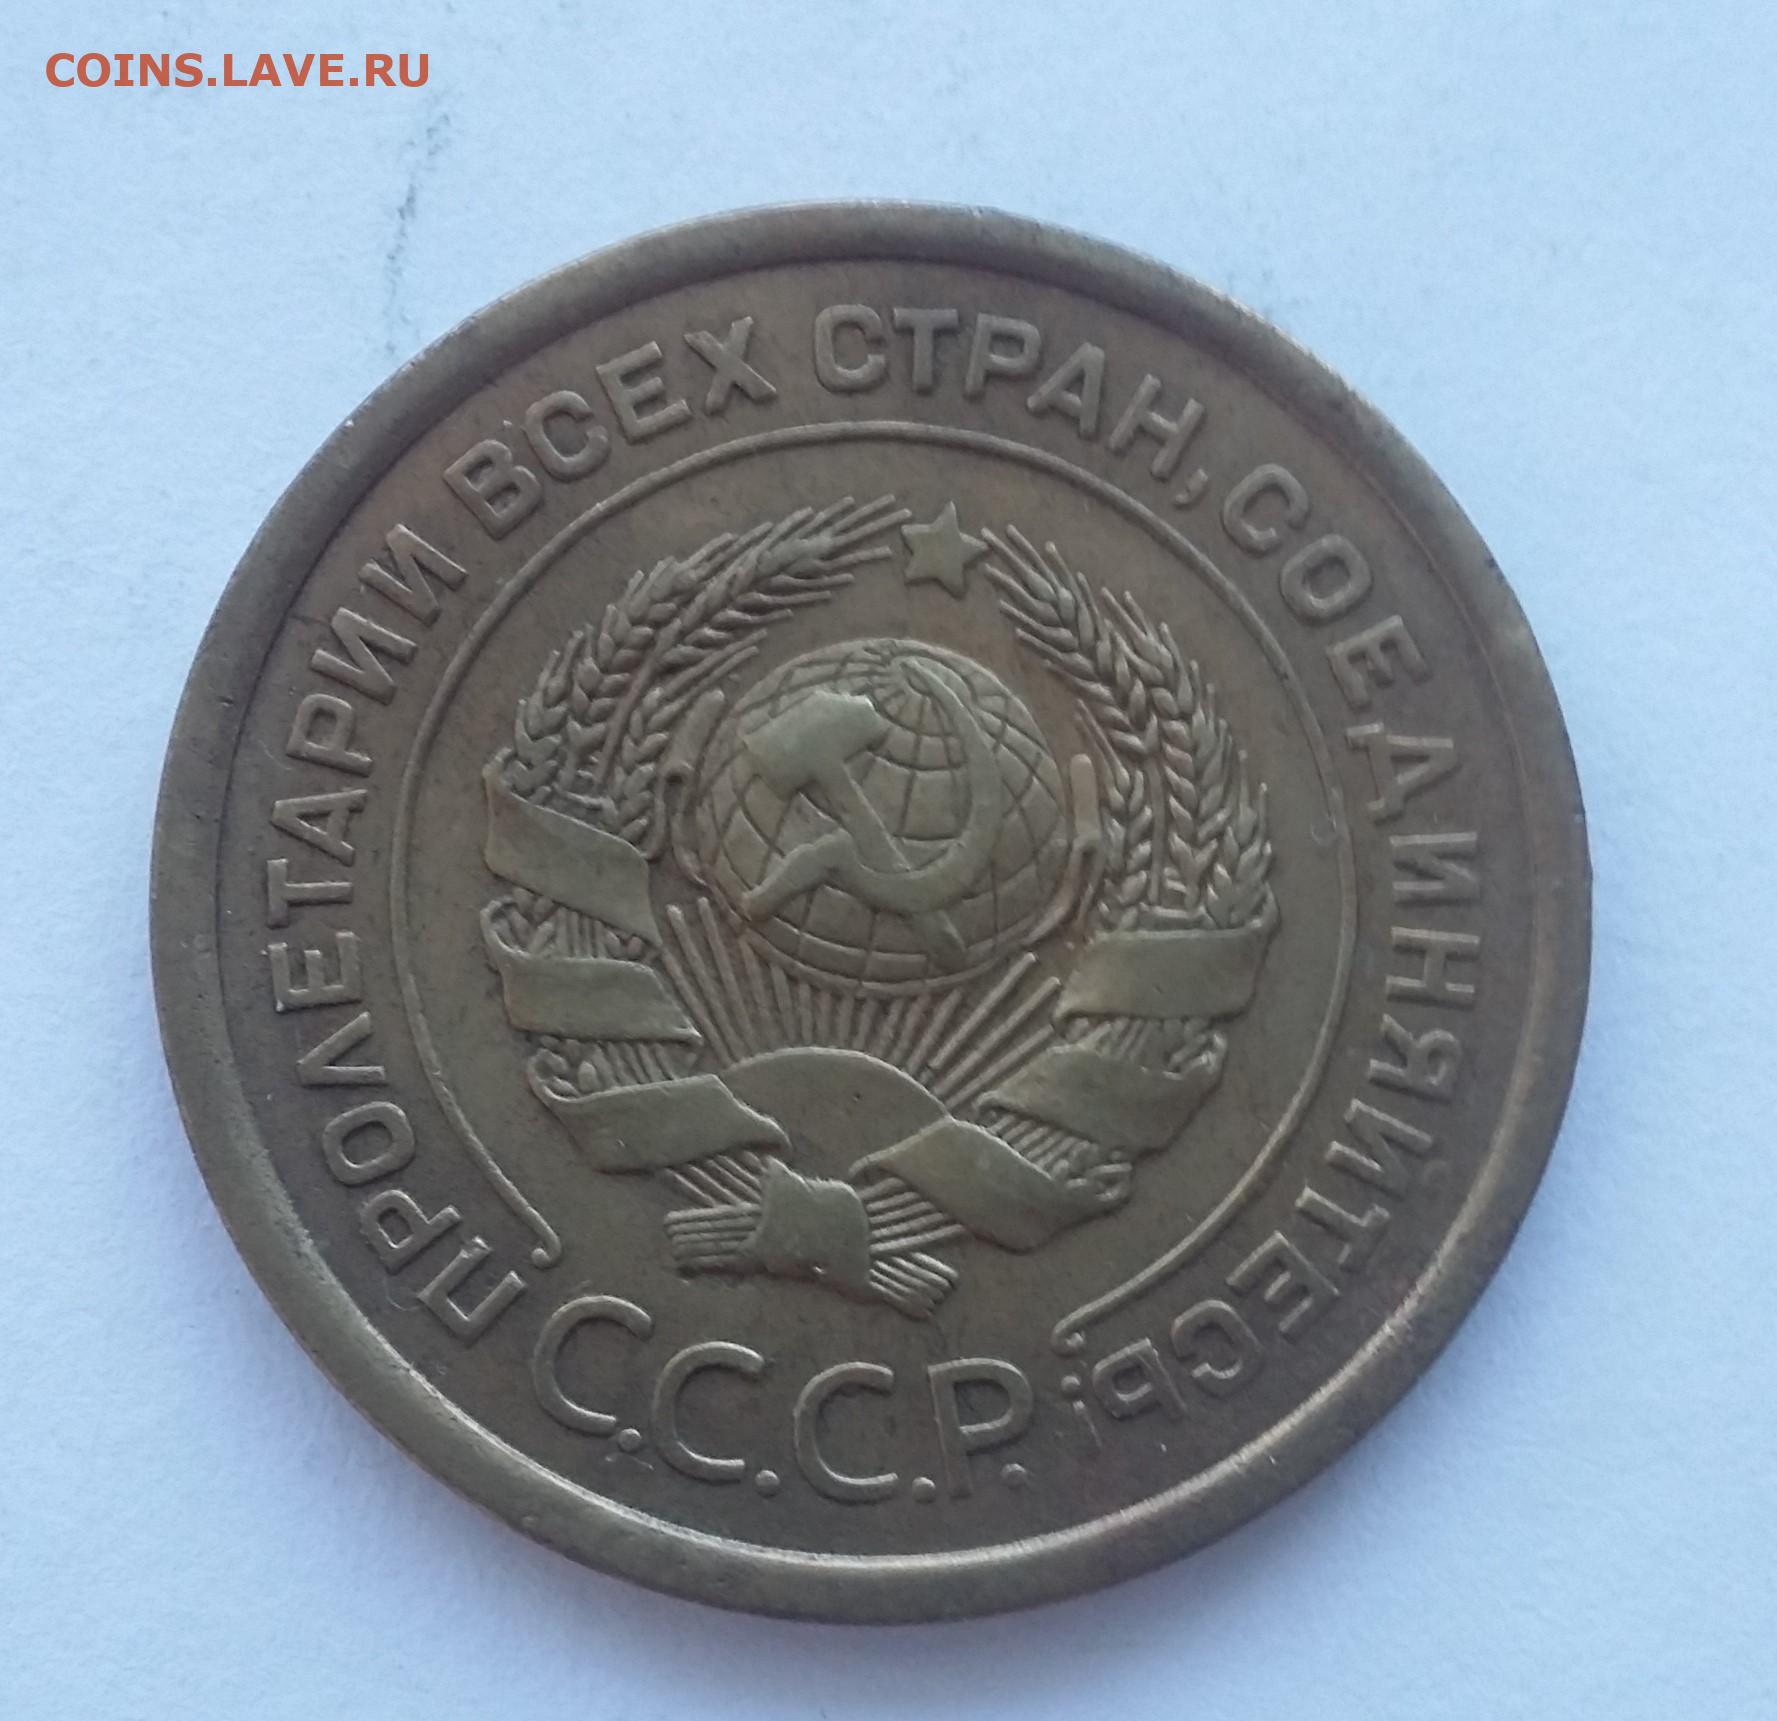 COINS.LAVE.RU
ПРОЛЕТАРИИ ВСЕХ СТРАН, СОЕДИНЯЙТЕСЬ!
С.С.С.Р.